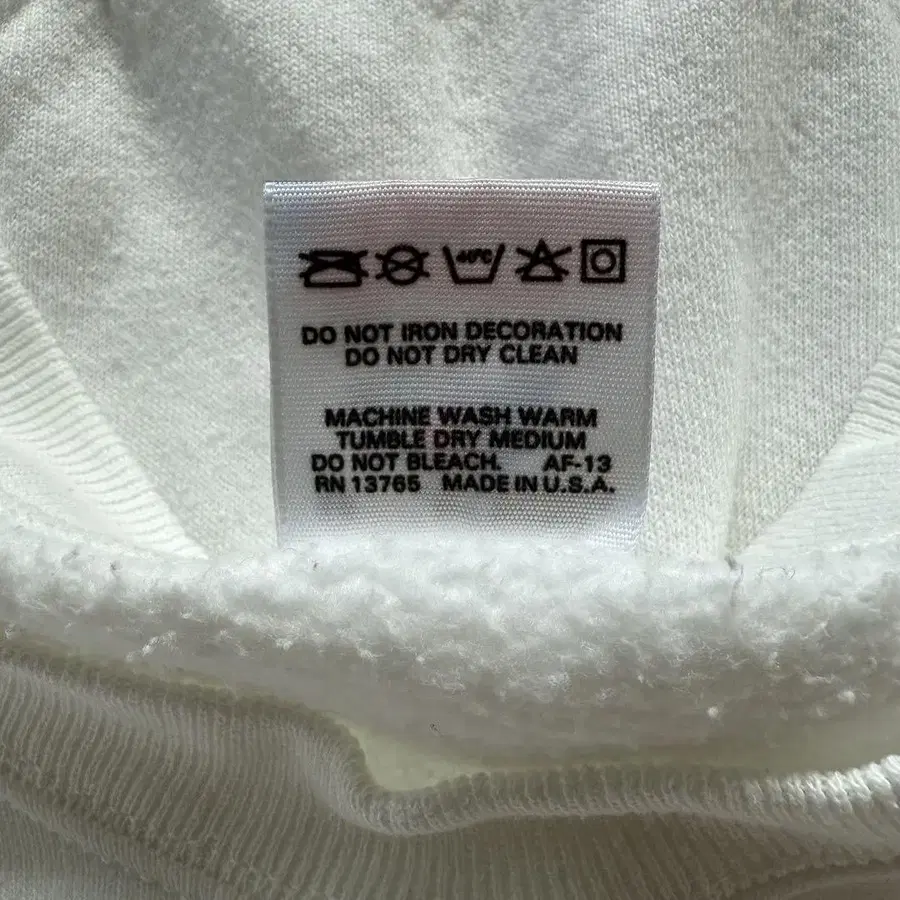 40°C
DO NOT IRON DECORATION
DO NOT DRY CLEAN
MACHINE WASH WARM
TUMBLE DRY MEDIUM
DO NOT BLEACH. AF-13
RN 13765 MADE IN U.S.A.